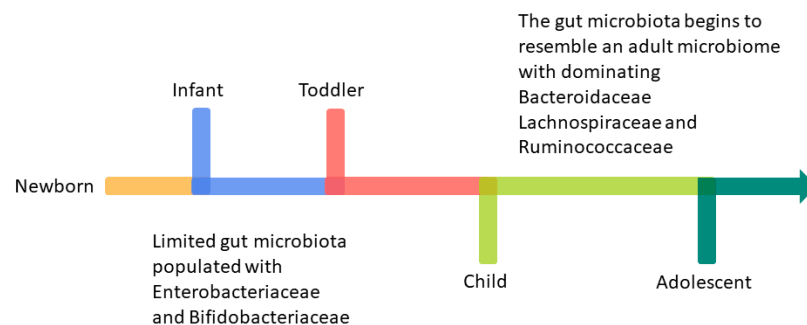 The gut microbiota begins to
resemble an adult microbiome
with dominating
Bacteroidaceae
Lachnospiraceae and
Ruminococcaceae
Infant
Toddler
Newborn
Limited gut microbiota
populated with
Enterobacteriaceae
and Bifidobacteriaceae
Child
Adolescent